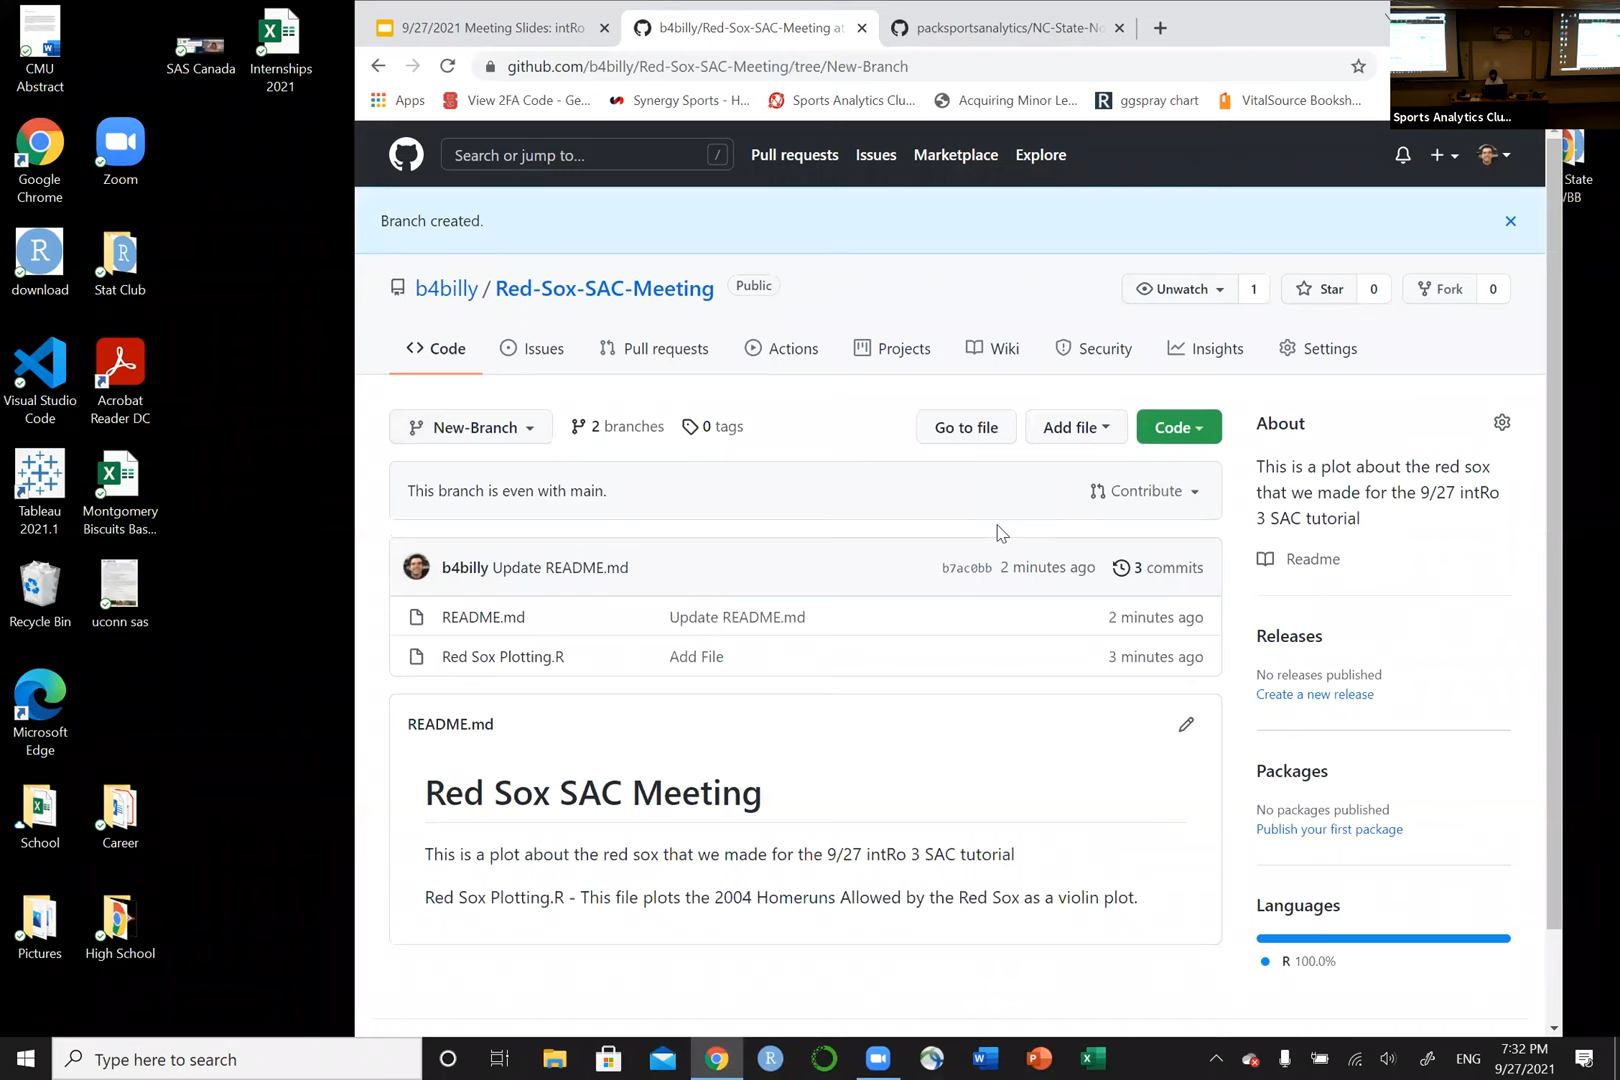 CMU
Abstract
SAS Canada
Internships
2021
Google
Chrome
Zoom
download
Stat Club
Visual Studio
Code
Acrobat
Reader DC
Tableau
2021.1
Montgomery
Biscuits Bas...
Recycle Bin
uconn sas
Microsoft
Edge
School
Career
Pictures
High School
9/27/2021 Meeting Slides: intRo
b4billy/Red-Sox-SAC-Meeting at
packsportsanalytics/NC-State-No
github.com/b4billy/Red-Sox-SAC-Meeting/tree/New-Branch
Apps
View 2FA Code - Ge...
Synergy Sports - H...
Sports Analytics Clu...
Acquiring Minor Le...
ggspray chart
VitalSource Booksh...
Sports Analytics Clu...
State
Search or jump to...
/
Pull requests
Issues
Marketplace
Explore
Branch created.
b4billy / Red-Sox-SAC-Meeting
Public
Unwatch 1
Star 0
Fork 0
Code
Issues
Pull requests
Actions
Projects
Wiki
Security
Insights
Settings
New-Branch
2 branches
0 tags
Go to file
Add file
Code
This branch is even with main.
Contribute
b4billy Update README.md
b7ac0bb 2 minutes ago
3 commits
README.md Update README.md 2 minutes ago
Red Sox Plotting.R Add File 3 minutes ago
README.md
Red Sox SAC Meeting
This is a plot about the red sox that we made for the 9/27 intRo 3 SAC tutorial
Red Sox Plotting.R - This file plots the 2004 Homeruns Allowed by the Red Sox as a violin plot.
About
This is a plot about the red sox
that we made for the 9/27 intRo
3 SAC tutorial
Readme
Releases
No releases published
Create a new release
Packages
No packages published
Publish your first package
Languages
R 100.0%
Type here to search
ENG
7:32 PM
9/27/2021